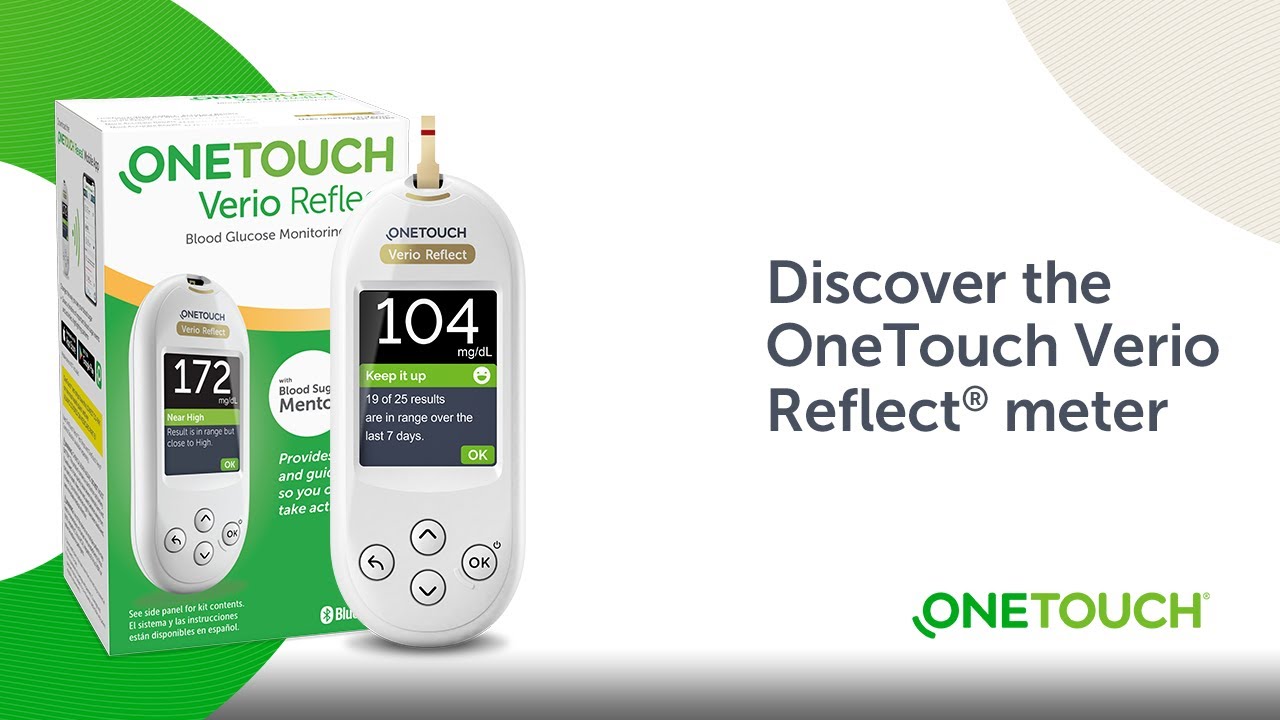 ONETOUCH
Verio Reflec
Blood Glucose Monitoring
ONETOUCH
Verio Reflect
172
mg/dL
Near High
Result is in range but
close to High.
OK
OK
with
Blood Sug
Mento
Provides
and guid
so you c
take act
See side panel for kit contents.
El sistema y las instrucciones
están disponibles en español.
Blu
ONETOUCH
Verio Reflect
104
mg/dL
Keep it up
19 of 25 results
are in range over the
last 7 days.
OK
OK
Discover the
OneTouch Verio
Reflect® meter
ONETOUCH®